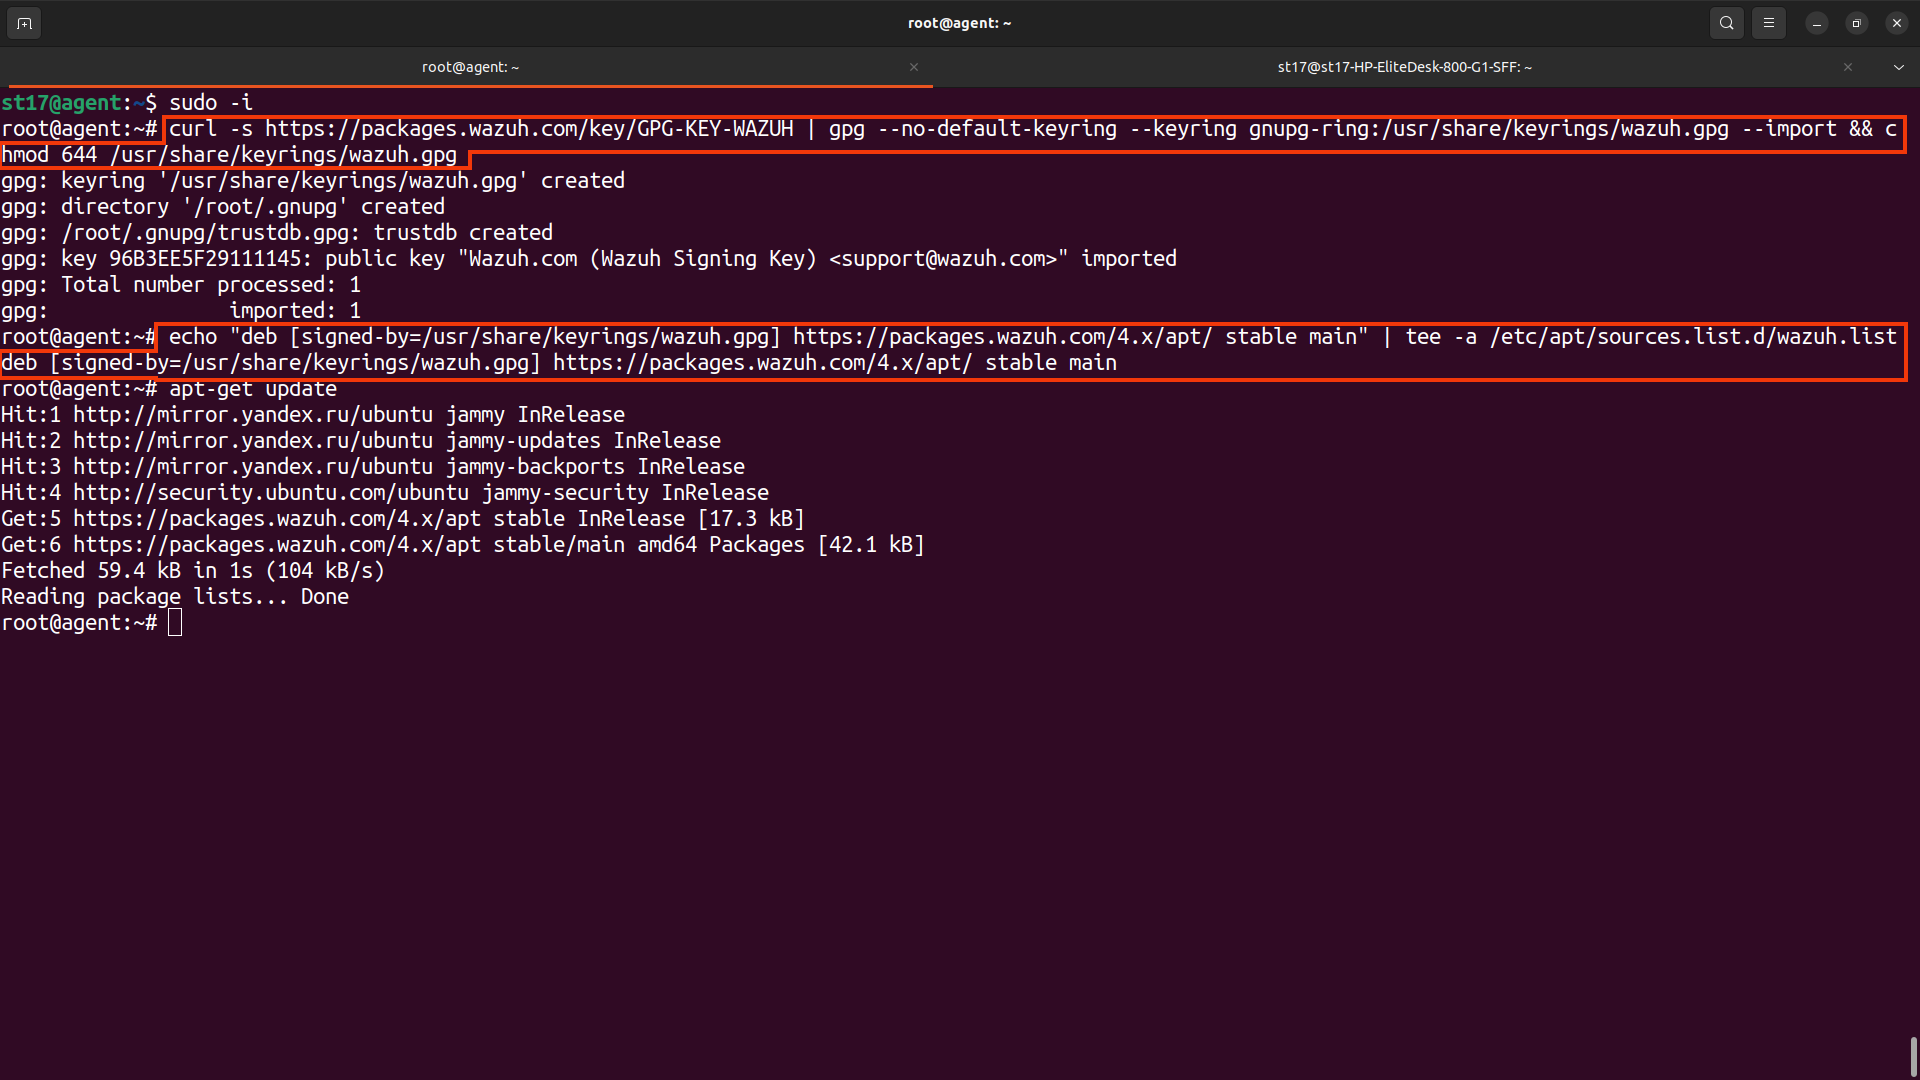 root@agent: ~
root@agent: ~
st17@st17-HP-EliteDesk-800-G1-SFF: ~
st17@agent:~$ sudo -i
root@agent:~# curl -s https://packages.wazuh.com/key/GPG-KEY-WAZUH | gpg --no-default-keyring --keyring gnupg-ring:/usr/share/keyrings/wazuh.gpg --import && c
hmod 644 /usr/share/keyrings/wazuh.gpg
gpg: keyring '/usr/share/keyrings/wazuh.gpg' created
gpg: directory '/root/.gnupg' created
gpg: /root/.gnupg/trustdb.gpg: trustdb created
gpg: key 96B3EE5F29111145: public key "Wazuh.com (Wazuh Signing Key) <support@wazuh.com>" imported
gpg: Total number processed: 1
gpg:               imported: 1
root@agent:~# echo "deb [signed-by=/usr/share/keyrings/wazuh.gpg] https://packages.wazuh.com/4.x/apt/ stable main" | tee -a /etc/apt/sources.list.d/wazuh.list
deb [signed-by=/usr/share/keyrings/wazuh.gpg] https://packages.wazuh.com/4.x/apt/ stable main
root@agent:~# apt-get update
Hit:1 http://mirror.yandex.ru/ubuntu jammy InRelease
Hit:2 http://mirror.yandex.ru/ubuntu jammy-updates InRelease
Hit:3 http://mirror.yandex.ru/ubuntu jammy-backports InRelease
Hit:4 http://security.ubuntu.com/ubuntu jammy-security InRelease
Get:5 https://packages.wazuh.com/4.x/apt stable InRelease [17.3 kB]
Get:6 https://packages.wazuh.com/4.x/apt stable/main amd64 Packages [42.1 kB]
Fetched 59.4 kB in 1s (104 kB/s)
Reading package lists... Done
root@agent:~#